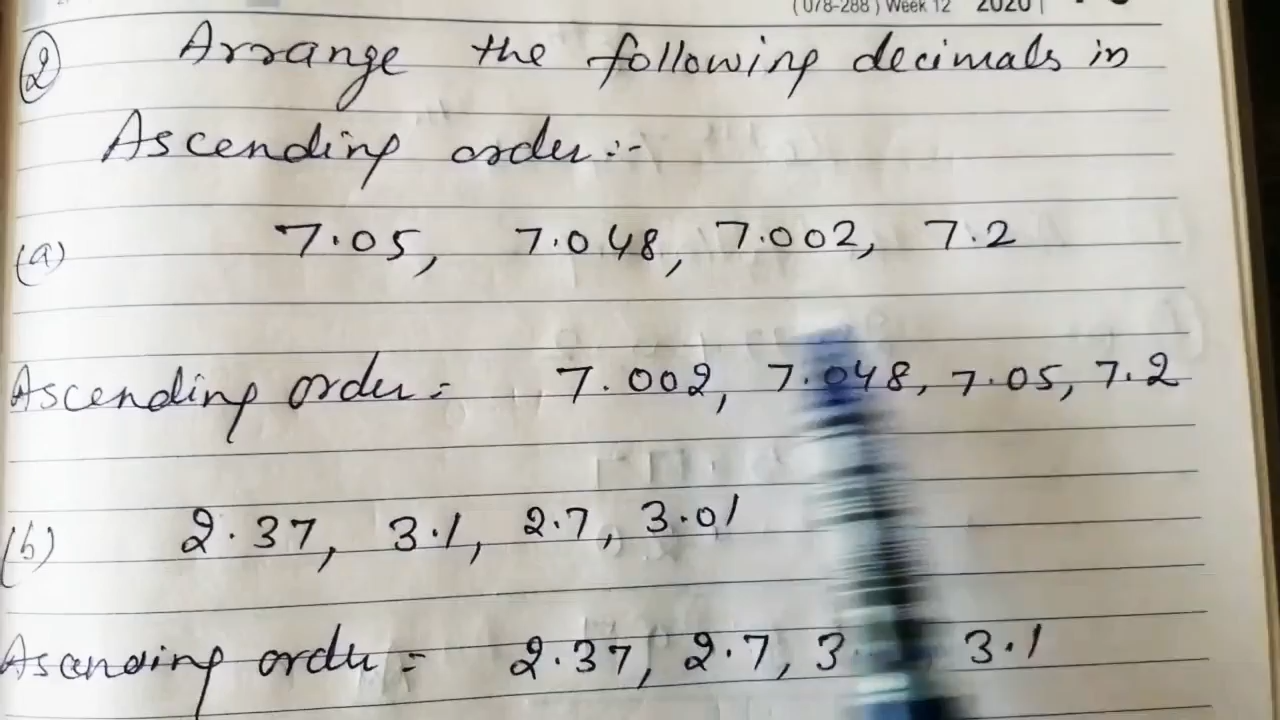 (078-288) Week 12 2020
② Arrange the following decimals in
Ascending order:-
(a) 7.05, 7.048, 7.002, 7.2
Ascending order = 7.002, 7.048, 7.05, 7.2
(b) 2.37, 3.1, 2.7, 3.01
Ascending order = 2.37, 2.7, 3 3.1